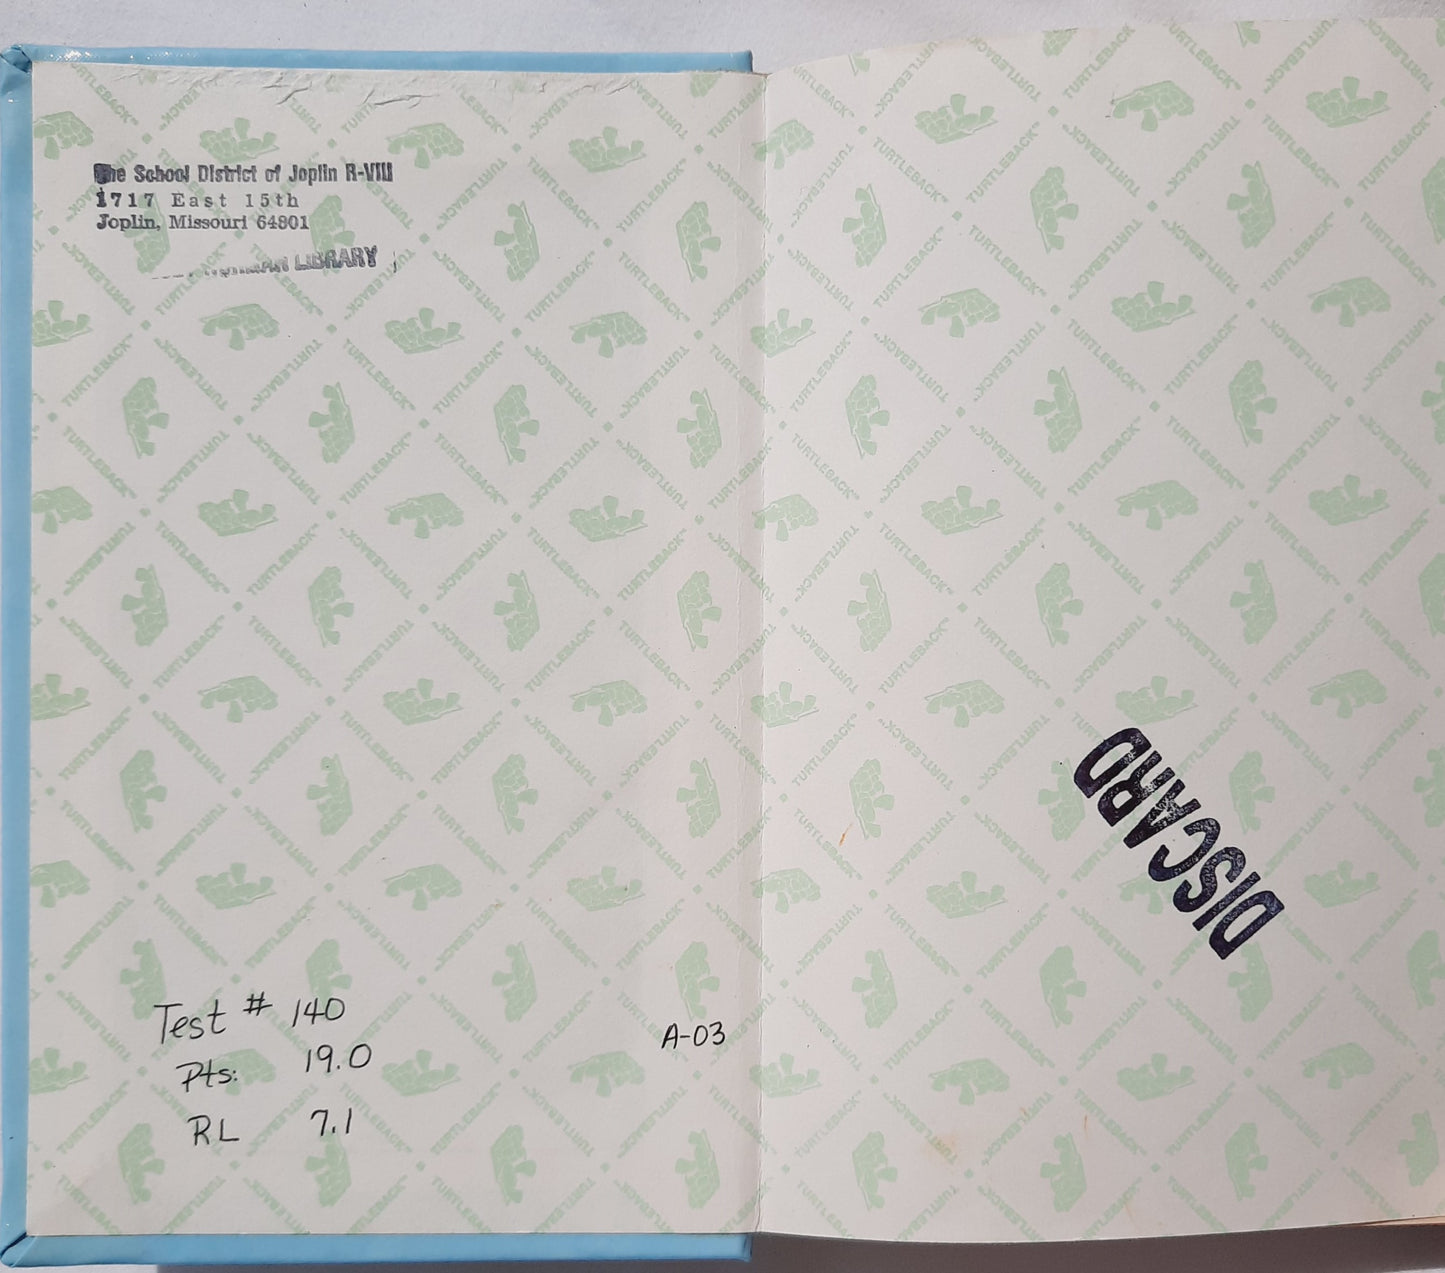 The School District of Joplin R-VIII
1717 East 15th
Joplin, Missouri 64801
LIBRARY
Test # 140
Pts: 19.0
RL 7.1
A-03
DISCARD
TURTLEBACK™